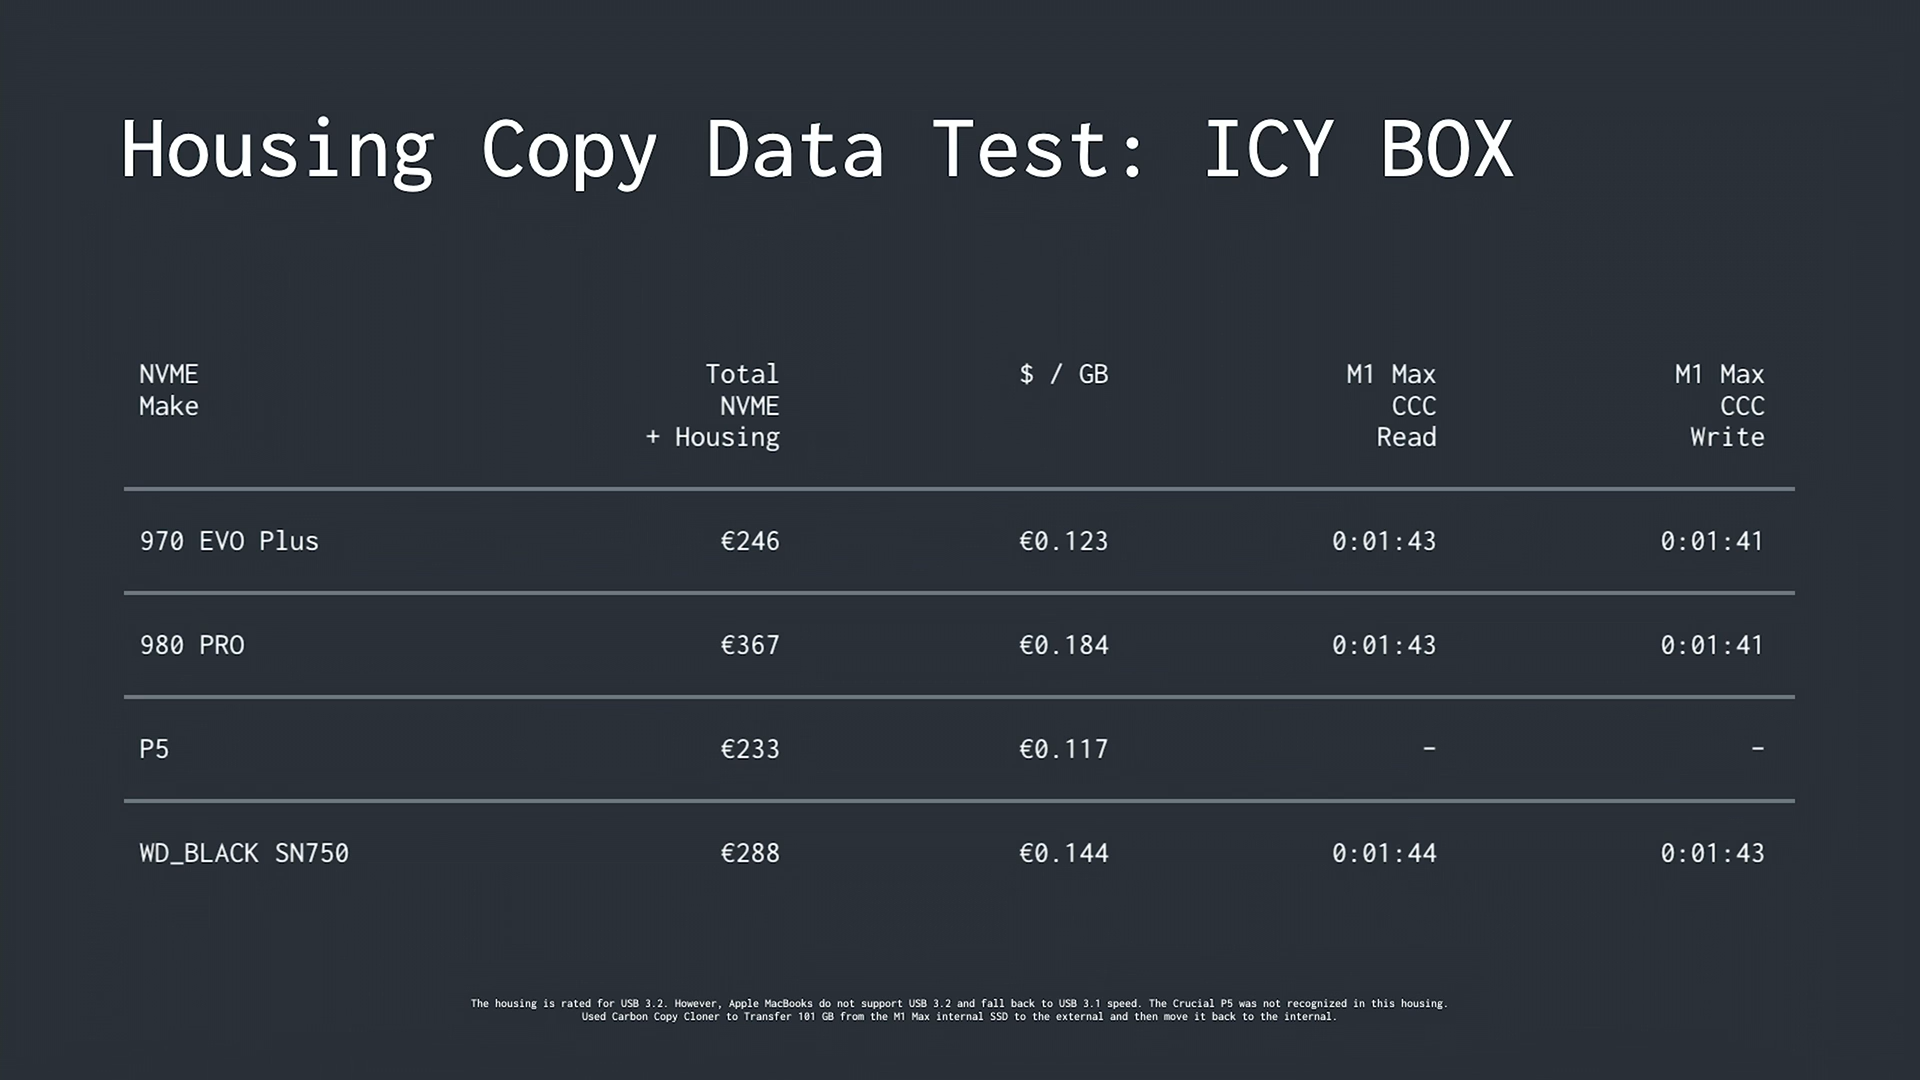 Housing Copy Data Test: ICY BOX
NVME Make
Total NVME + Housing
$ / GB
M1 Max CCC Read
M1 Max CCC Write
970 EVO Plus €246 €0.123 0:01:43 0:01:41
980 PRO €367 €0.184 0:01:43 0:01:41
P5 €233 €0.117 – –
WD_BLACK SN750 €288 €0.144 0:01:44 0:01:43
The housing is rated for USB 3.2. However, Apple MacBooks do not support USB 3.2 and fall back to USB 3.1 speed. The Crucial P5 was not recognized in this housing.
Used Carbon Copy Cloner to Transfer 101 GB from the M1 Max internal SSD to the external and then move it back to the internal.